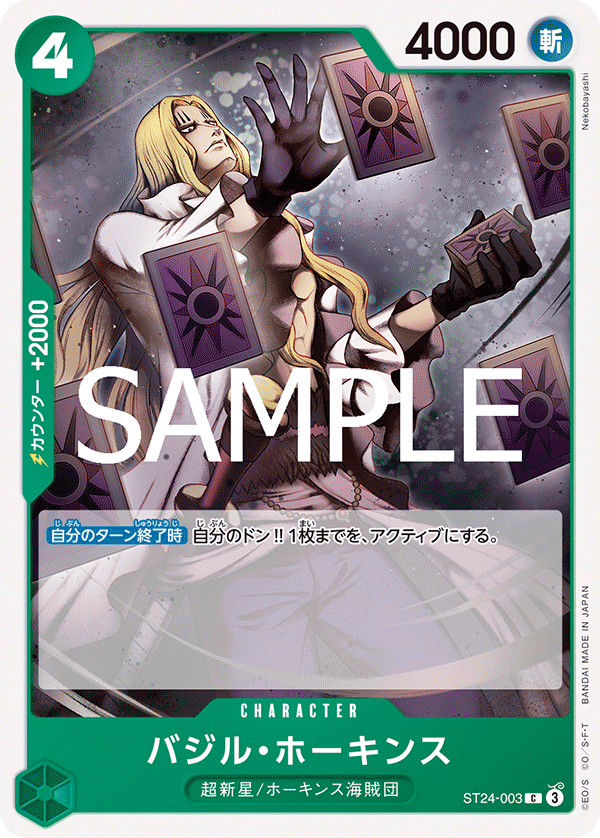 4
4000 斬
Nekobayashi
カウンター +2000
SAMPLE
自分のターン終了時 自分のドン!!1枚までを、アクティブにする。
CHARACTER
バジル・ホーキンス
超新星/ホーキンス海賊団
ST24-003 C 3
©EO/S ©O/S・F・T BANDAI MADE IN JAPAN